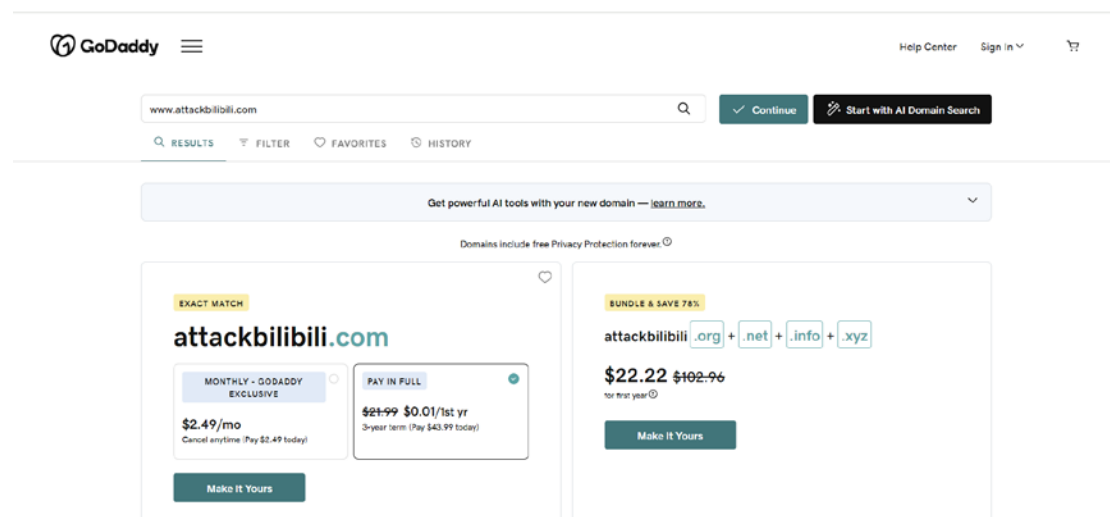 GoDaddy
Help Center
Sign In
www.attackbilibili.com
Continue
Start with AI Domain Search
RESULTS
FILTER
FAVORITES
HISTORY
Get powerful AI tools with your new domain — learn more.
Domains include free Privacy Protection forever.
EXACT MATCH
attackbilibili.com
MONTHLY - GODADDY
EXCLUSIVE
$2.49/mo
Cancel anytime (Pay $2.49 today)
PAY IN FULL
$21.99 $0.01/1st yr
3-year term (Pay $43.99 today)
Make It Yours
BUNDLE & SAVE 78%
attackbilibili .org + .net + .info + .xyz
$22.22 $102.96
for first year
Make It Yours